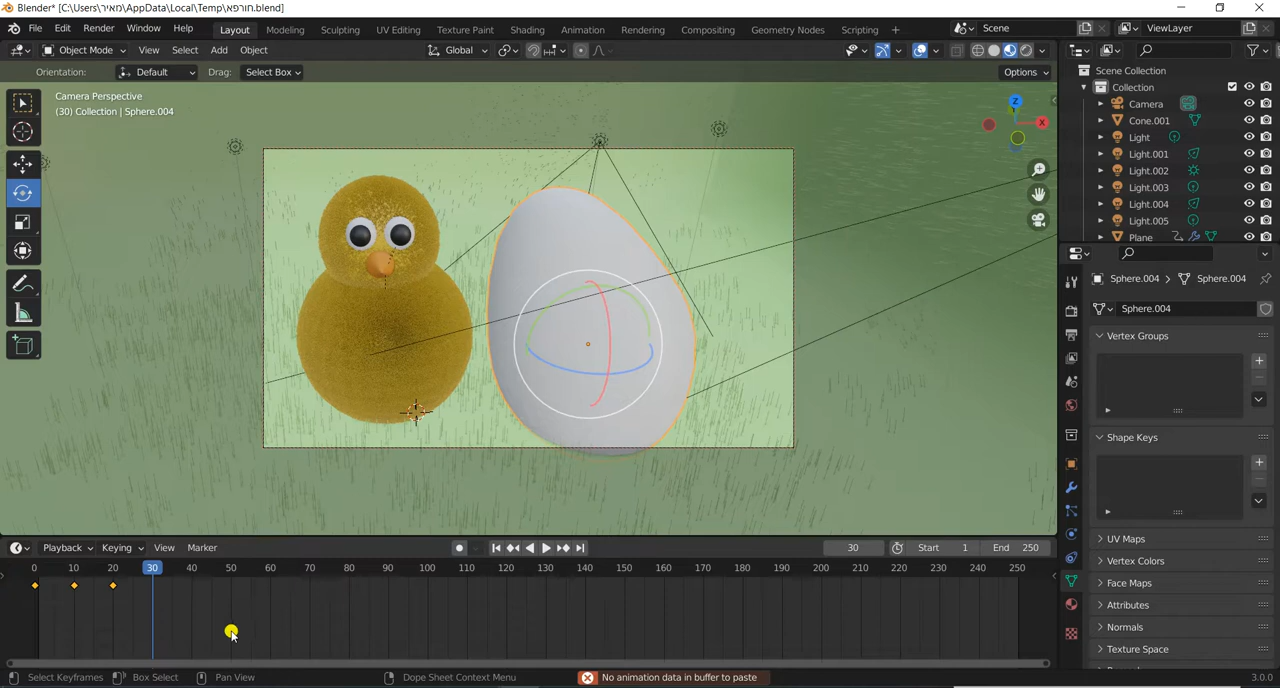 Blender* [C:\Users\מאיר\AppData\Local\Temp\חורפא.blend]
File Edit Render Window Help Layout Modeling Sculpting UV Editing Texture Paint Shading Animation Rendering Compositing Geometry Nodes Scripting + Scene ViewLayer
Object Mode View Select Add Object Global
Orientation: Default Drag: Select Box Options
Camera Perspective
(30) Collection | Sphere.004
Z
X
Scene Collection
Collection
Camera
Cone.001
Light
Light.001
Light.002
Light.003
Light.004
Light.005
Plane
Sphere.004 > Sphere.004
Sphere.004
Vertex Groups
Shape Keys
UV Maps
Vertex Colors
Face Maps
Attributes
Normals
Texture Space
Playback Keying View Marker 30 Start 1 End 250
0 10 20 30 40 50 60 70 80 90 100 110 120 130 140 150 160 170 180 190 200 210 220 230 240 250
Select Keyframes Box Select Pan View Dope Sheet Context Menu No animation data in buffer to paste 3.0.0